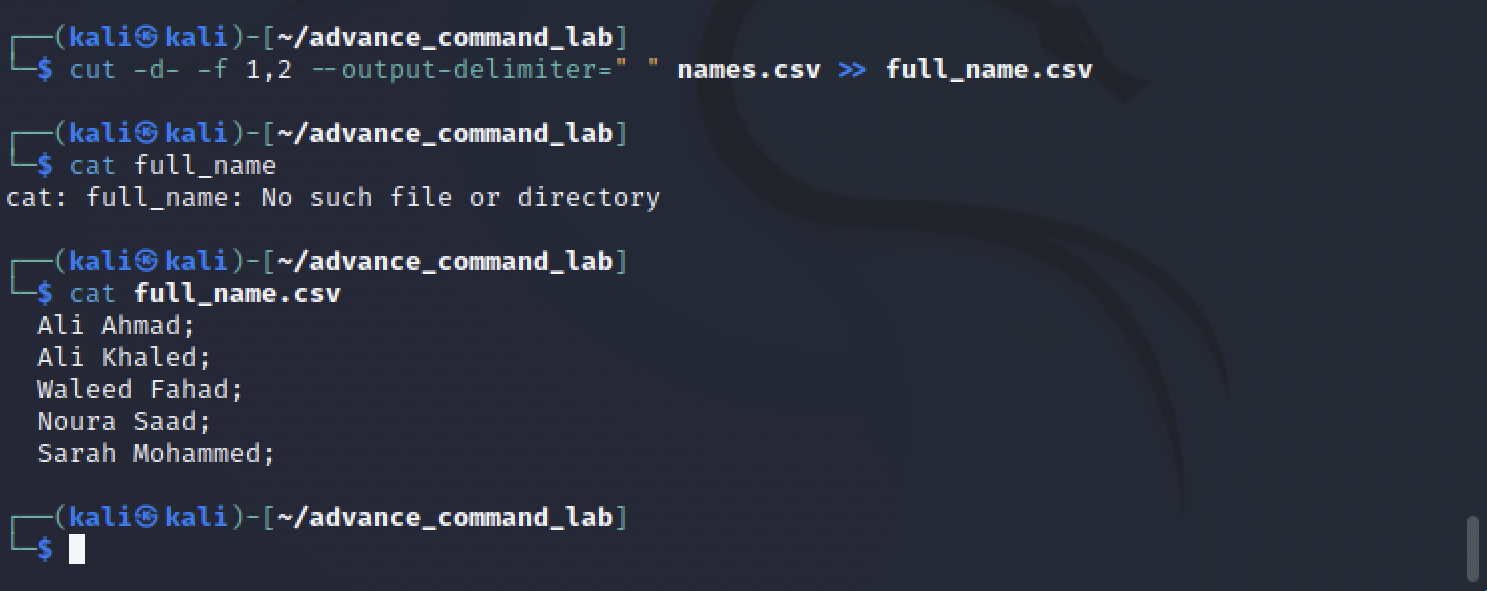 ┌──(kali㉿kali)-[~/advance_command_lab]
└─$ cut -d- -f 1,2 --output-delimiter=" " names.csv >> full_name.csv
┌──(kali㉿kali)-[~/advance_command_lab]
└─$ cat full_name
cat: full_name: No such file or directory
┌──(kali㉿kali)-[~/advance_command_lab]
└─$ cat full_name.csv
  Ali Ahmad;
  Ali Khaled;
  Waleed Fahad;
  Noura Saad;
  Sarah Mohammed;
┌──(kali㉿kali)-[~/advance_command_lab]
└─$